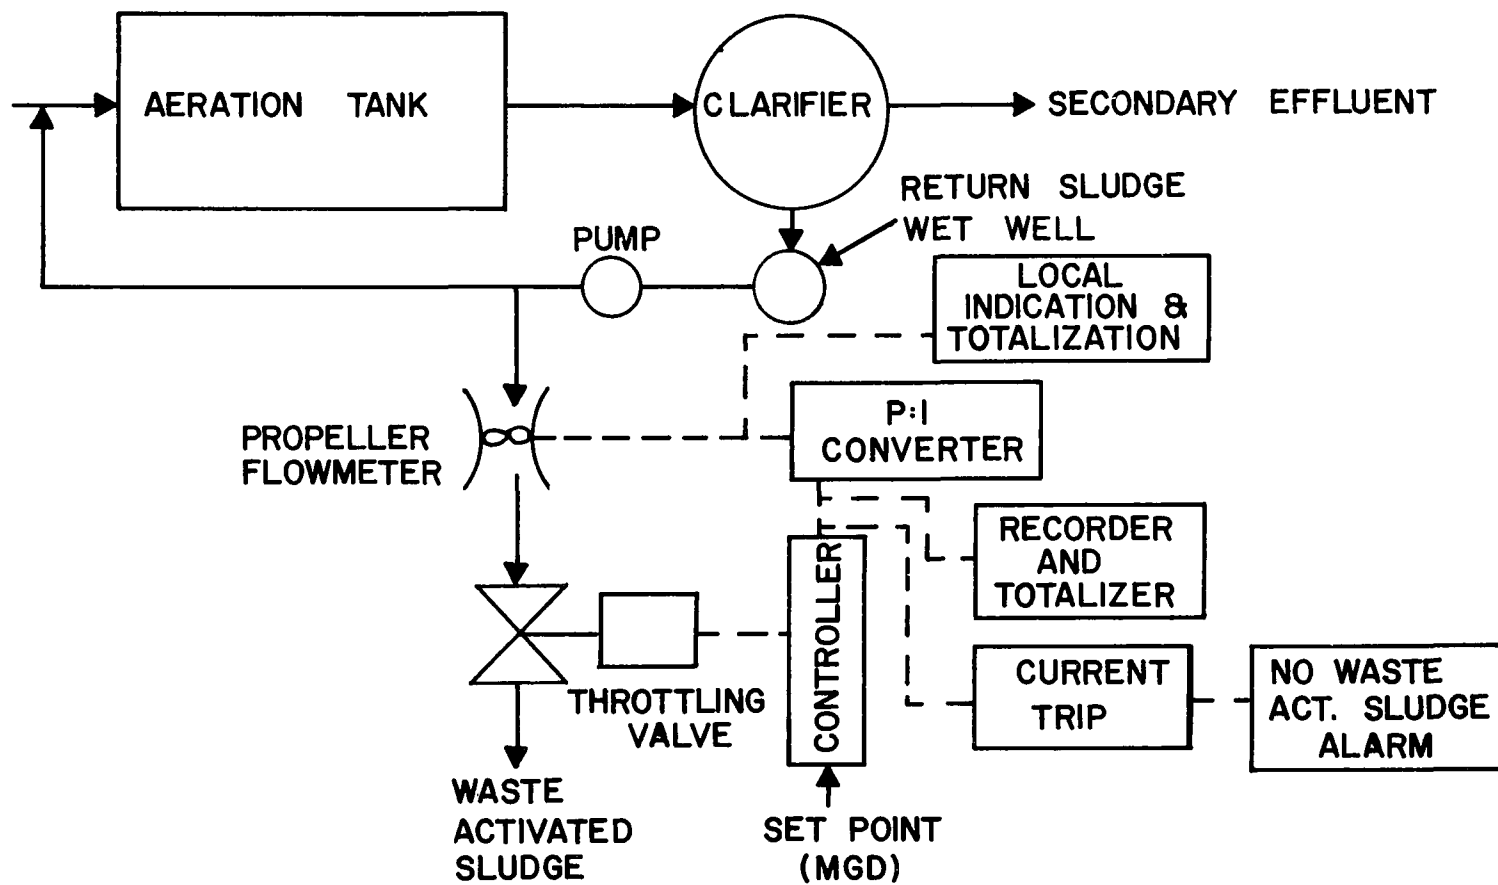 AERATION TANK
CLARIFIER
SECONDARY EFFLUENT
RETURN SLUDGE
WET WELL
PUMP
LOCAL
INDICATION &
TOTALIZATION
P:I
CONVERTER
PROPELLER
FLOWMETER
RECORDER
AND
TOTALIZER
CONTROLLER
CURRENT
TRIP
NO WASTE
ACT. SLUDGE
ALARM
THROTTLING
VALVE
WASTE
ACTIVATED
SLUDGE
SET POINT
(MGD)